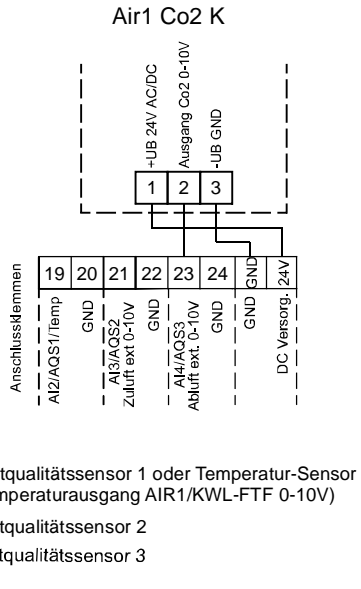 Air1 Co2 K
+UB 24V AC/DC
Ausgang Co2 0-10V
-UB GND
1 2 3
Anschlussklemmen
19 20 21 22 23 24 GND 24V
AI2/AQS1/Temp
GND
AI3/AQS2
Zuluft ext. 0-10V
GND
AI4/AQS3
Abluft ext. 0-10V
GND
GND
DC Versorg.
tqualitätssensor 1 oder Temperatur-Sensor
mperaturausgang AIR1/KWL-FTF 0-10V)
tqualitätssensor 2
tqualitätssensor 3